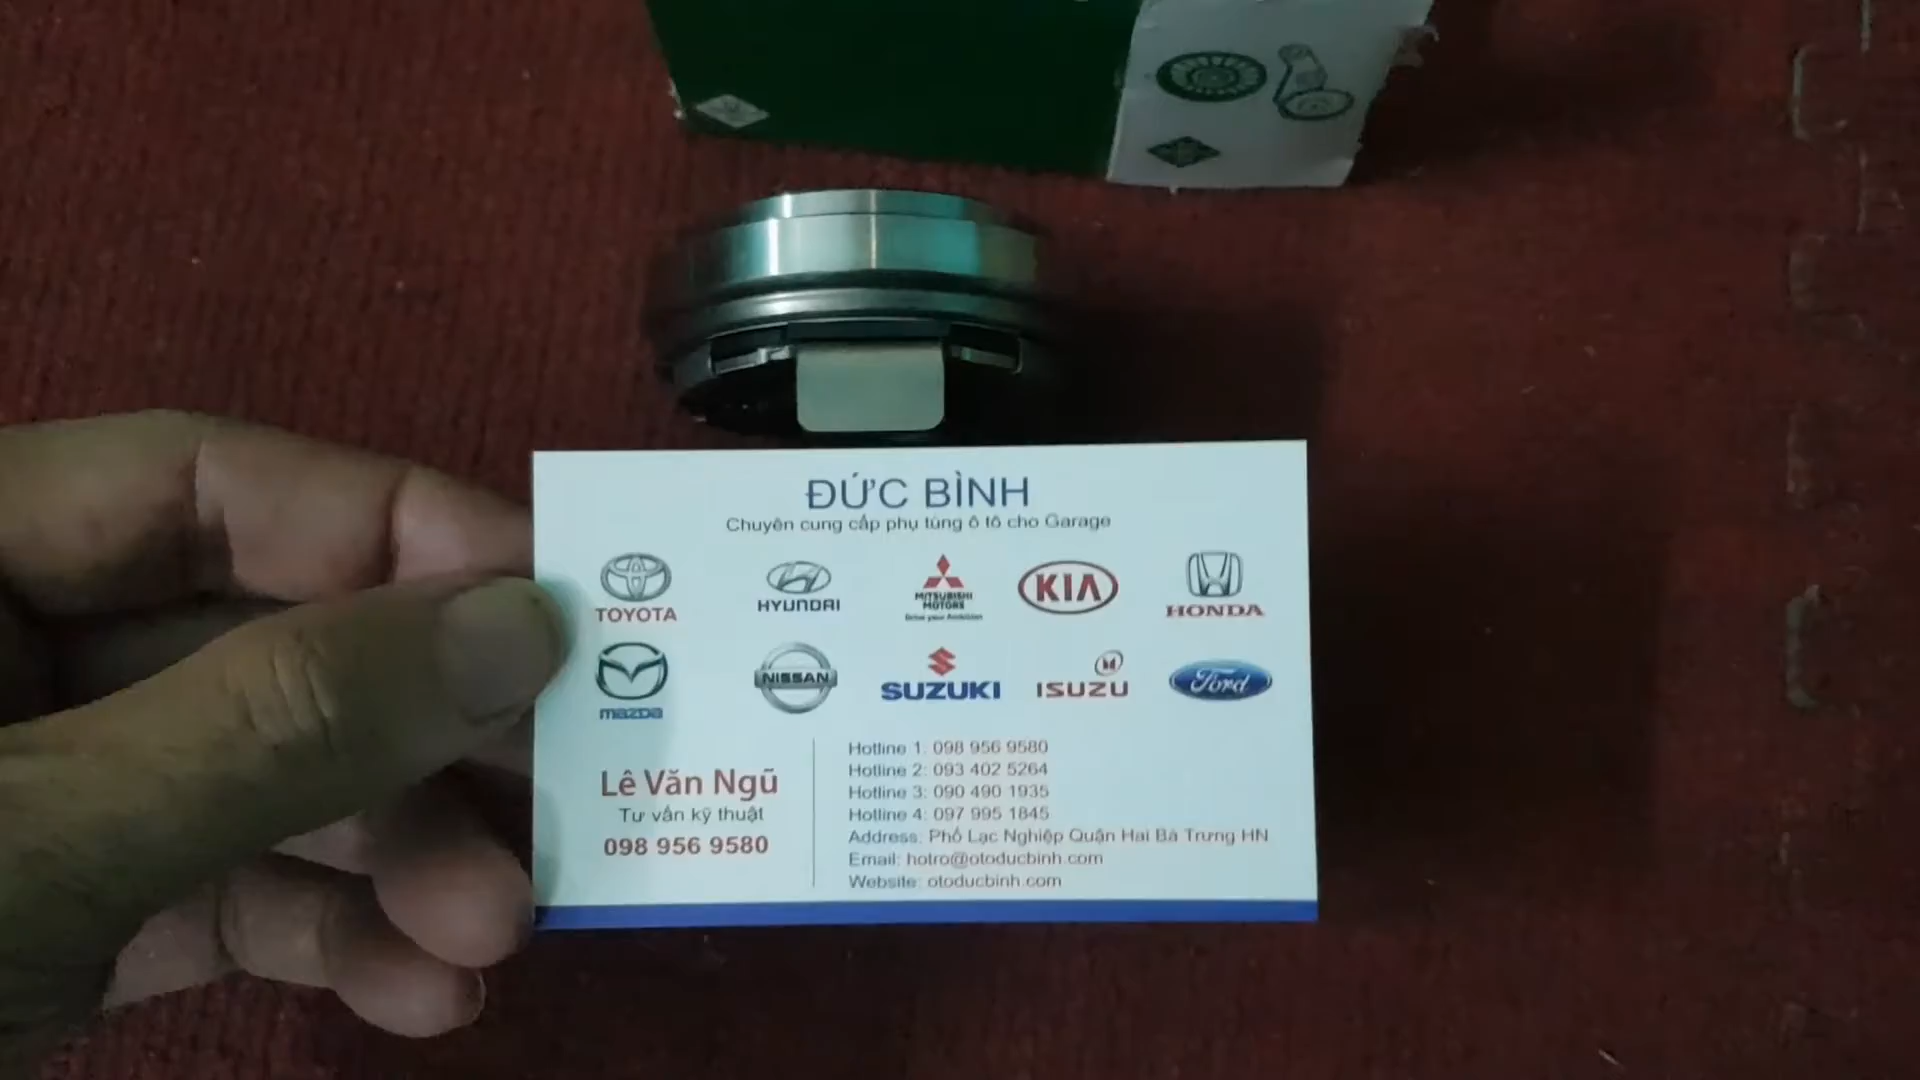 ĐỨC BÌNH
Chuyên cung cấp phụ tùng ô tô cho Garage
TOYOTA
HYUNDAI
MITSUBISHI
MOTORS
Drive your Ambition
KIA
HONDA
mazda
NISSAN
SUZUKI
ISUZU
Ford
Lê Văn Ngũ
Tư vấn kỹ thuật
098 956 9580
Hotline 1: 098 956 9580
Hotline 2: 093 402 5264
Hotline 3: 090 490 1935
Hotline 4: 097 995 1845
Address: Phố Lạc Nghiệp Quận Hai Bà Trưng HN
Email: hotro@otoducbinh.com
Website: otoducbinh.com